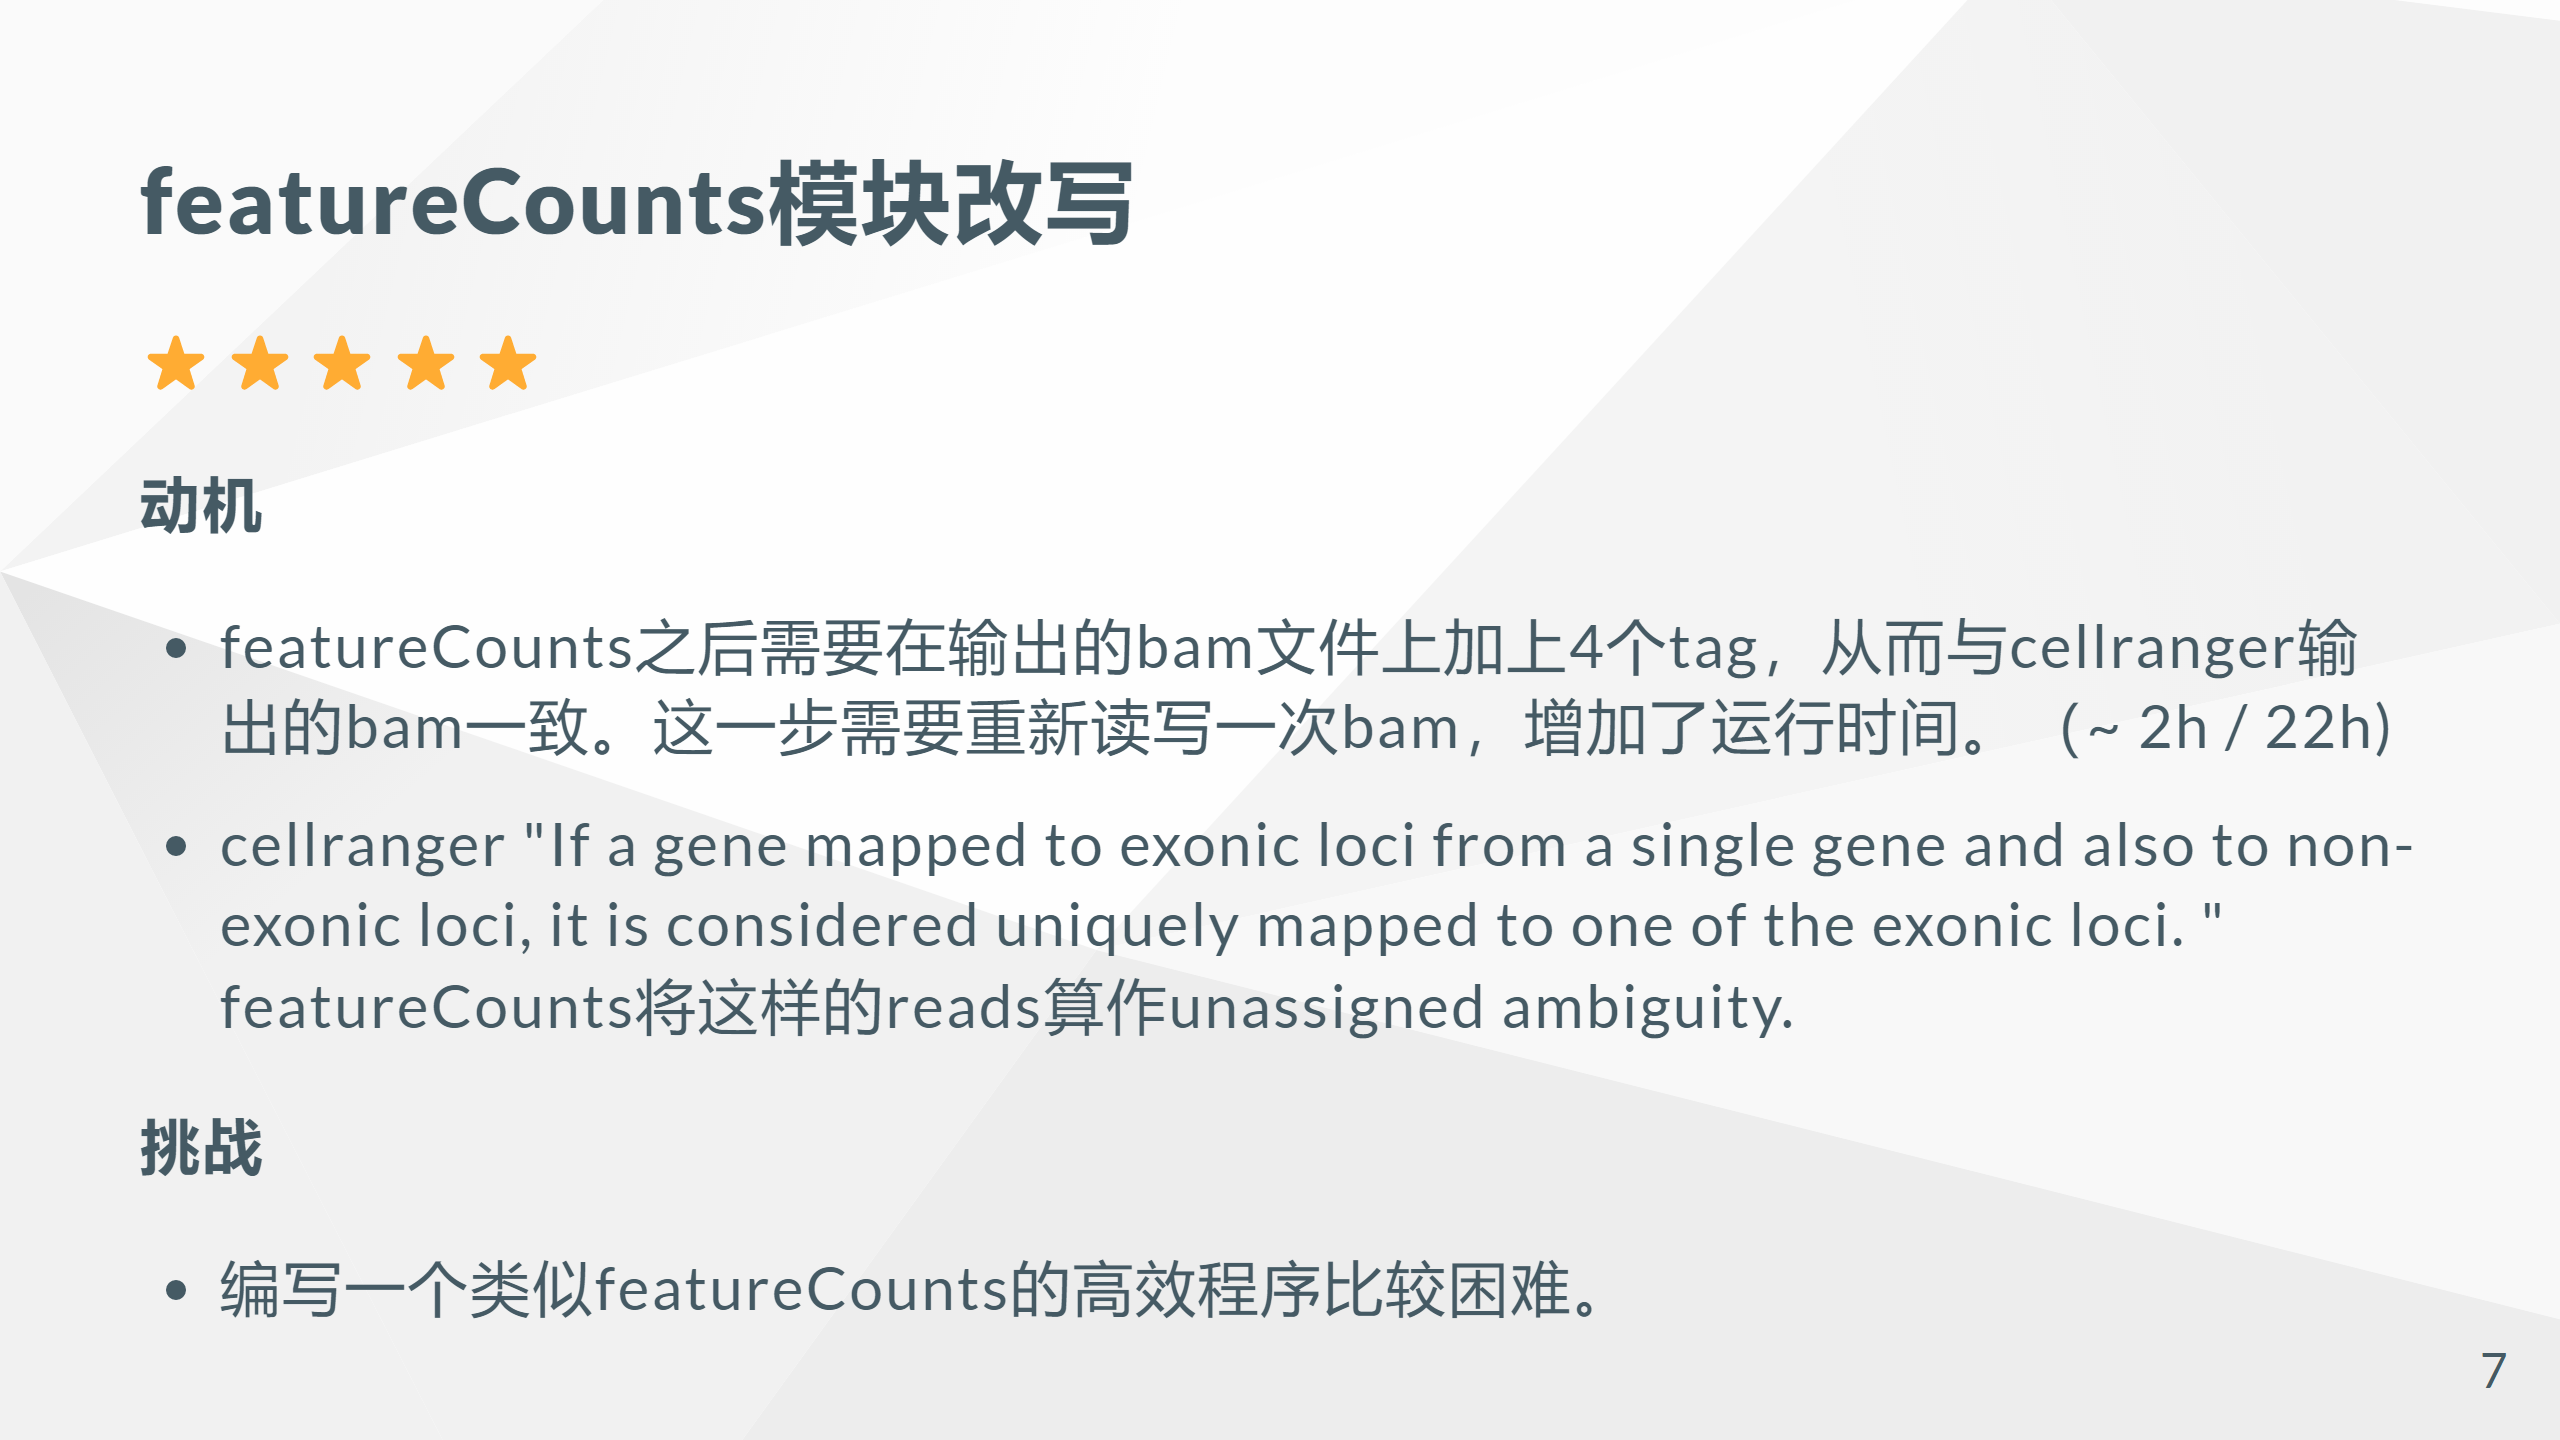 featureCounts模块改写
动机
• featureCounts之后需要在输出的bam文件上加上4个tag，从而与cellranger输
出的bam一致。这一步需要重新读写一次bam，增加了运行时间。（~ 2h / 22h)
• cellranger "If a gene mapped to exonic loci from a single gene and also to non-
exonic loci, it is considered uniquely mapped to one of the exonic loci. "
featureCounts将这样的reads算作unassigned ambiguity.
挑战
• 编写一个类似featureCounts的高效程序比较困难。
7